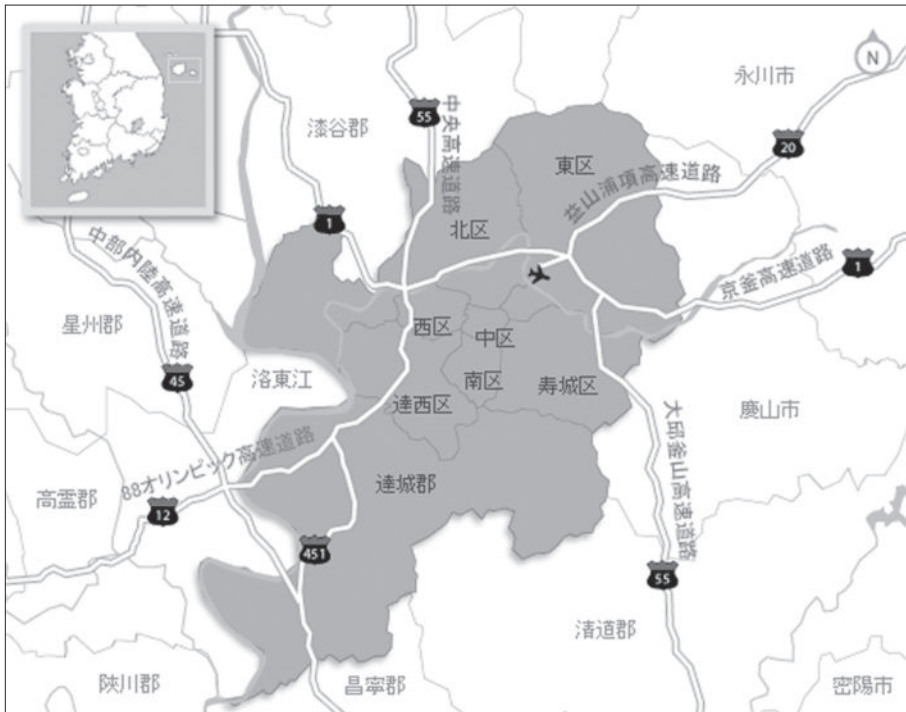 N
永川市
漆谷郡
55
中央高速道路
20
東区
益山浦項高速道路
1
北区
1
京釜高速道路
中部内陸高速道路
星州郡
45
西区
中区
洛東江
南区
寿城区
達西区
慶山市
88オリンピック高速道路
大邱釜山高速道路
高霊郡
12
達城郡
451
55
清道郡
陜川郡
昌寧郡
密陽市